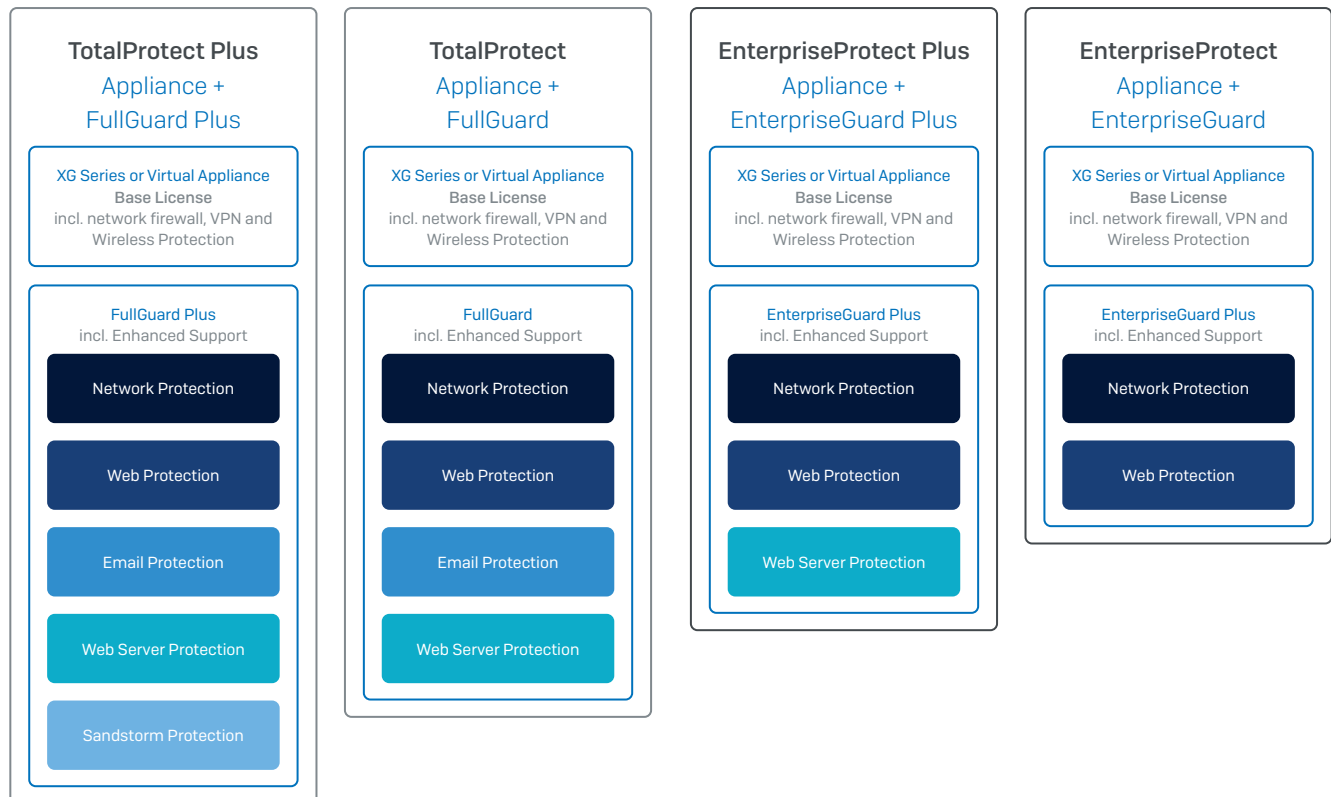 TotalProtect Plus
Appliance +
FullGuard Plus
XG Series or Virtual Appliance
Base License
incl. network firewall, VPN and
Wireless Protection
FullGuard Plus
incl. Enhanced Support
Network Protection
Web Protection
Email Protection
Web Server Protection
Sandstorm Protection
TotalProtect
Appliance +
FullGuard
XG Series or Virtual Appliance
Base License
incl. network firewall, VPN and
Wireless Protection
FullGuard
incl. Enhanced Support
Network Protection
Web Protection
Email Protection
Web Server Protection
EnterpriseProtect Plus
Appliance +
EnterpriseGuard Plus
XG Series or Virtual Appliance
Base License
incl. network firewall, VPN and
Wireless Protection
EnterpriseGuard Plus
incl. Enhanced Support
Network Protection
Web Protection
Web Server Protection
EnterpriseProtect
Appliance +
EnterpriseGuard
XG Series or Virtual Appliance
Base License
incl. network firewall, VPN and
Wireless Protection
EnterpriseGuard Plus
incl. Enhanced Support
Network Protection
Web Protection